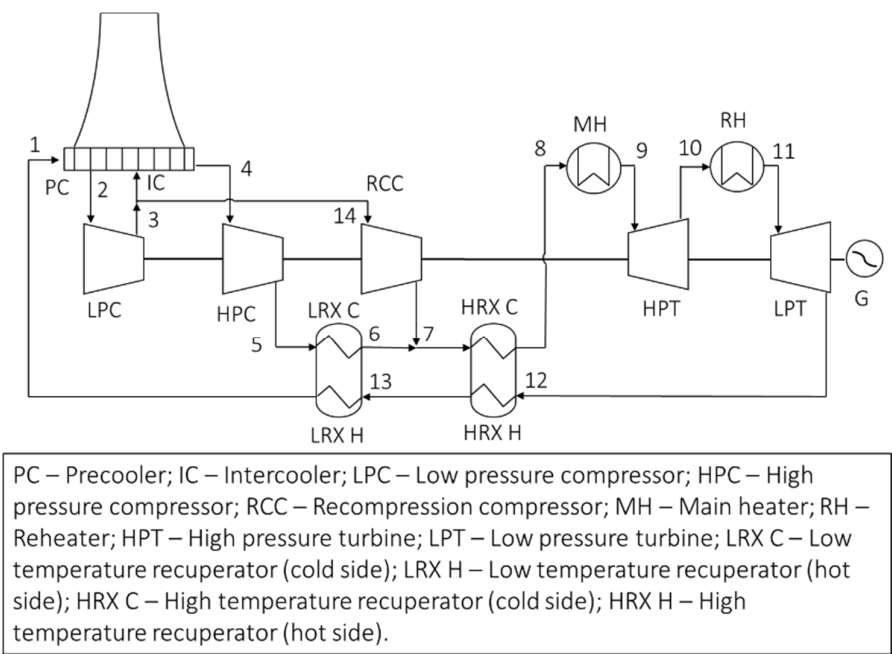 1
PC
2
IC
3
4
RCC
14
LPC
HPC
5
LRX C
6
7
HRX C
13
12
LRX H
HRX H
8
MH
9
10
RH
11
HPT
LPT
G
PC – Precooler; IC – Intercooler; LPC – Low pressure compressor; HPC – High
pressure compressor; RCC – Recompression compressor; MH – Main heater; RH –
Reheater; HPT – High pressure turbine; LPT – Low pressure turbine; LRX C – Low
temperature recuperator (cold side); LRX H – Low temperature recuperator (hot
side); HRX C – High temperature recuperator (cold side); HRX H – High
temperature recuperator (hot side).